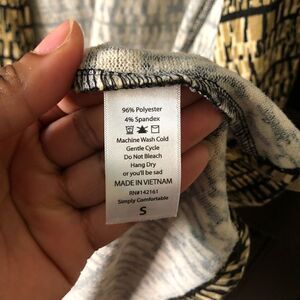 96% Polyester
4% Spandex
Machine Wash Cold
Gentle Cycle
Do Not Bleach
Hang Dry
or you'll be sad
MADE IN VIETNAM
RN#142161
Simply Comfortable
S